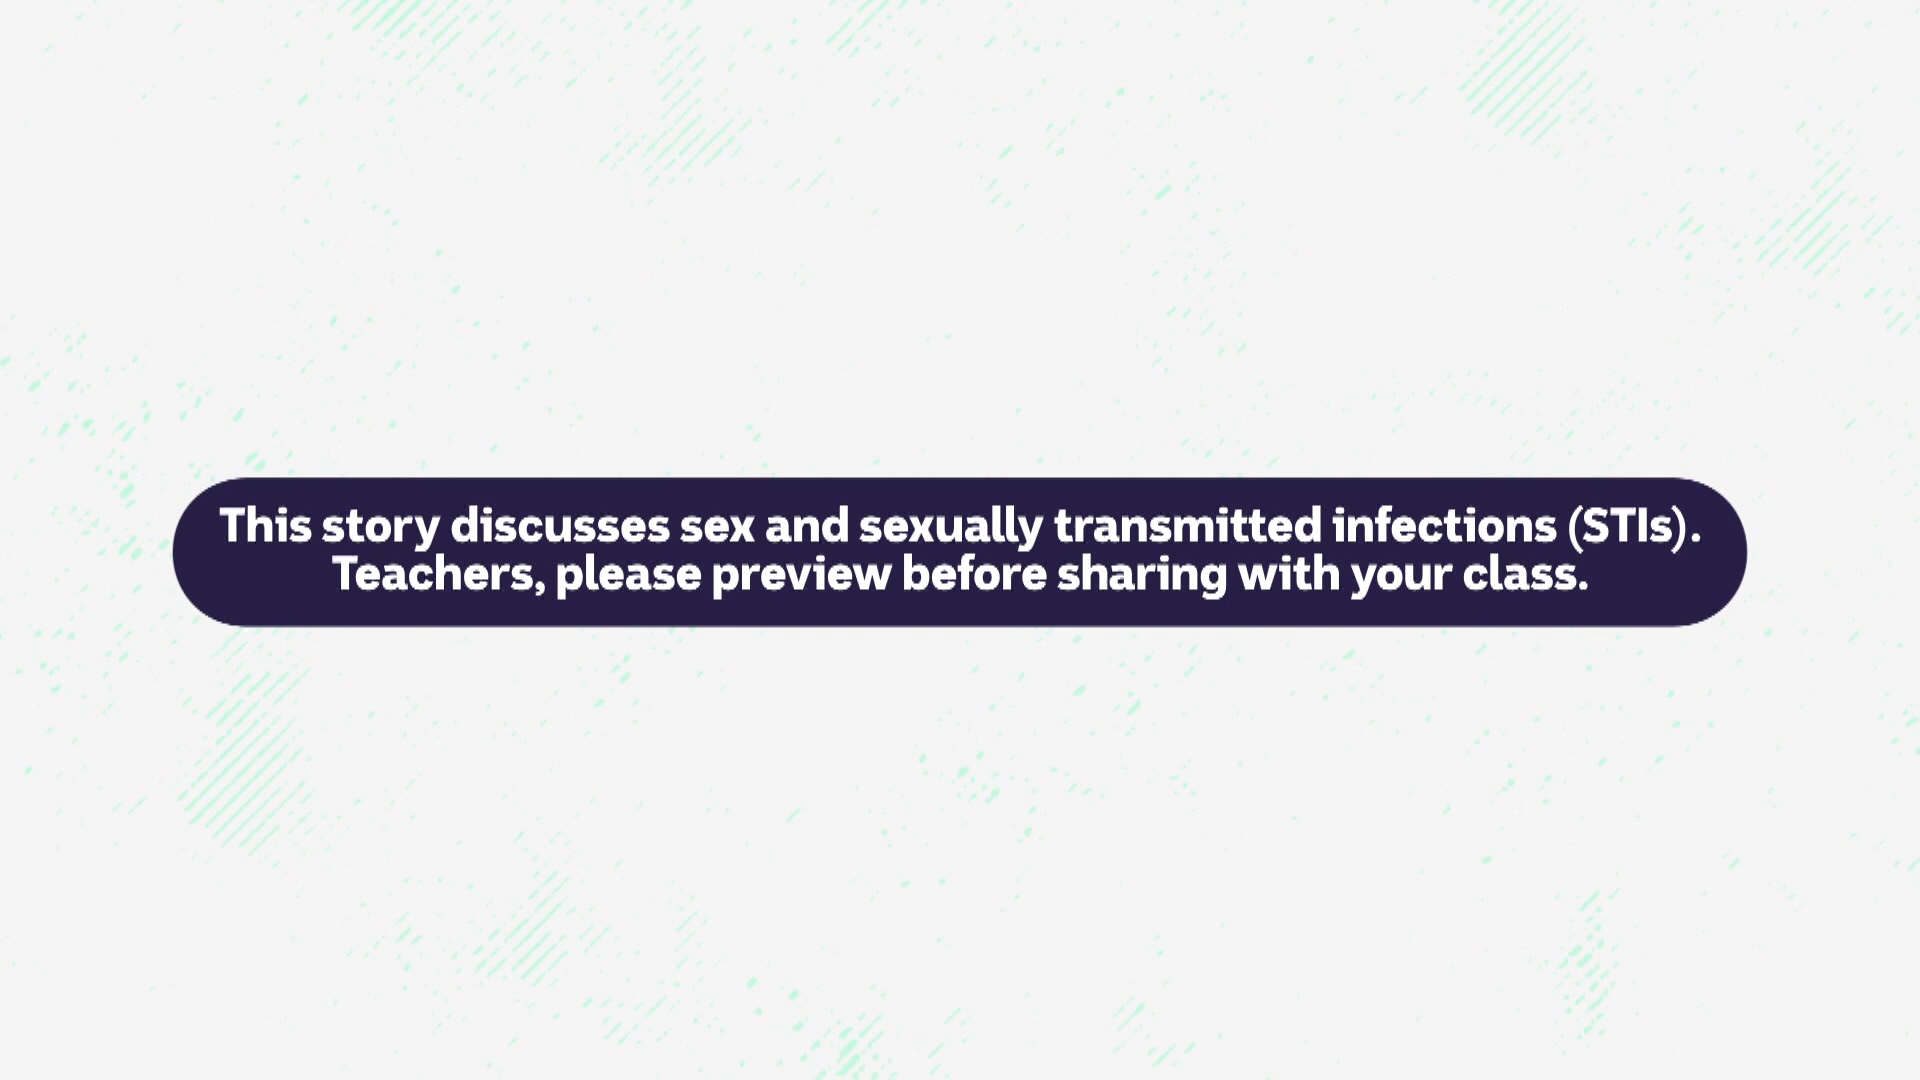 This story discusses sex and sexually transmitted infections (STIs).
Teachers, please preview before sharing with your class.